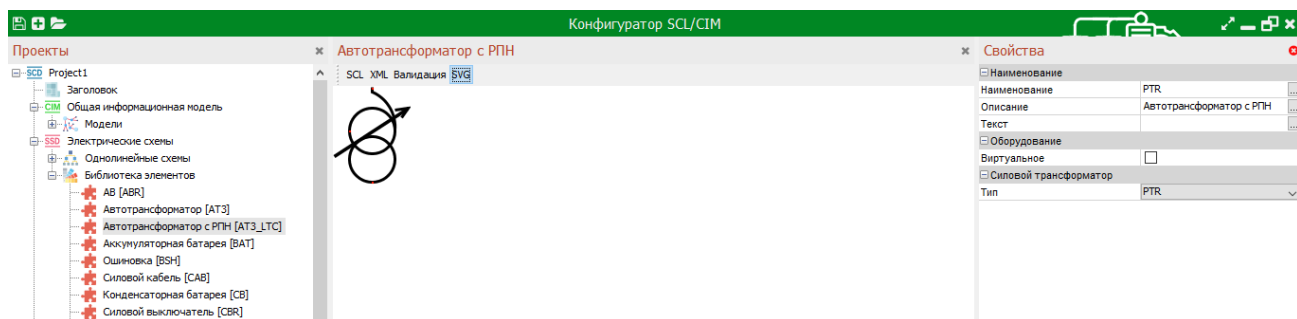 Конфигуратор SCL/CIM
Проекты
SCD Project1
Заголовок
CIM Общая информационная модель
Модели
SSD Электрические схемы
Однолинейные схемы
Библиотека элементов
АВ [ABR]
Автотрансформатор [AT3]
Автотрансформатор с РПН [AT3_LTC]
Аккумуляторная батарея [BAT]
Ошиновка [BSH]
Силовой кабель [CAB]
Конденсаторная батарея [CB]
Силовой выключатель [CBR]
Автотрансформатор с РПН
SCL XML Валидация SVG
Свойства
Наименование
Наименование PTR ...
Описание Автотрансформатор с РПН ...
Текст ...
Оборудование
Виртуальное
Силовой трансформатор
Тип PTR